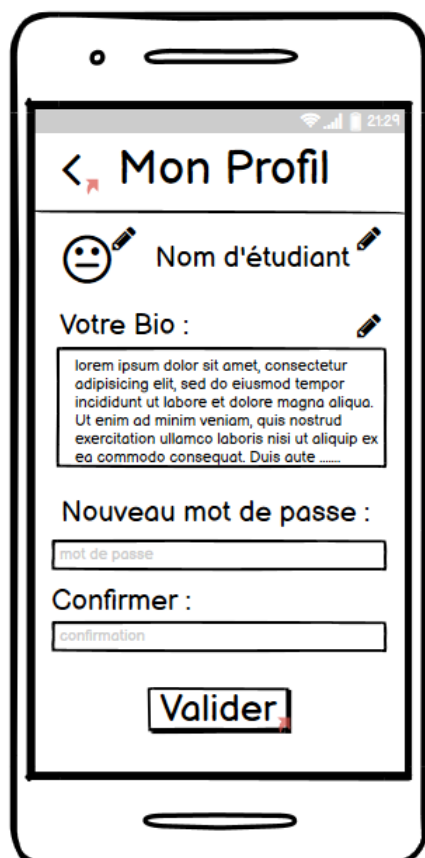 21:29
Mon Profil
Nom d'étudiant
Votre Bio :
lorem ipsum dolor sit amet, consectetur
adipisicing elit, sed do eiusmod tempor
incididunt ut labore et dolore magna aliqua.
Ut enim ad minim veniam, quis nostrud
exercitation ullamco laboris nisi ut aliquip ex
ea commodo consequat. Duis aute .......
Nouveau mot de passe :
mot de passe
Confirmer :
confirmation
Valider